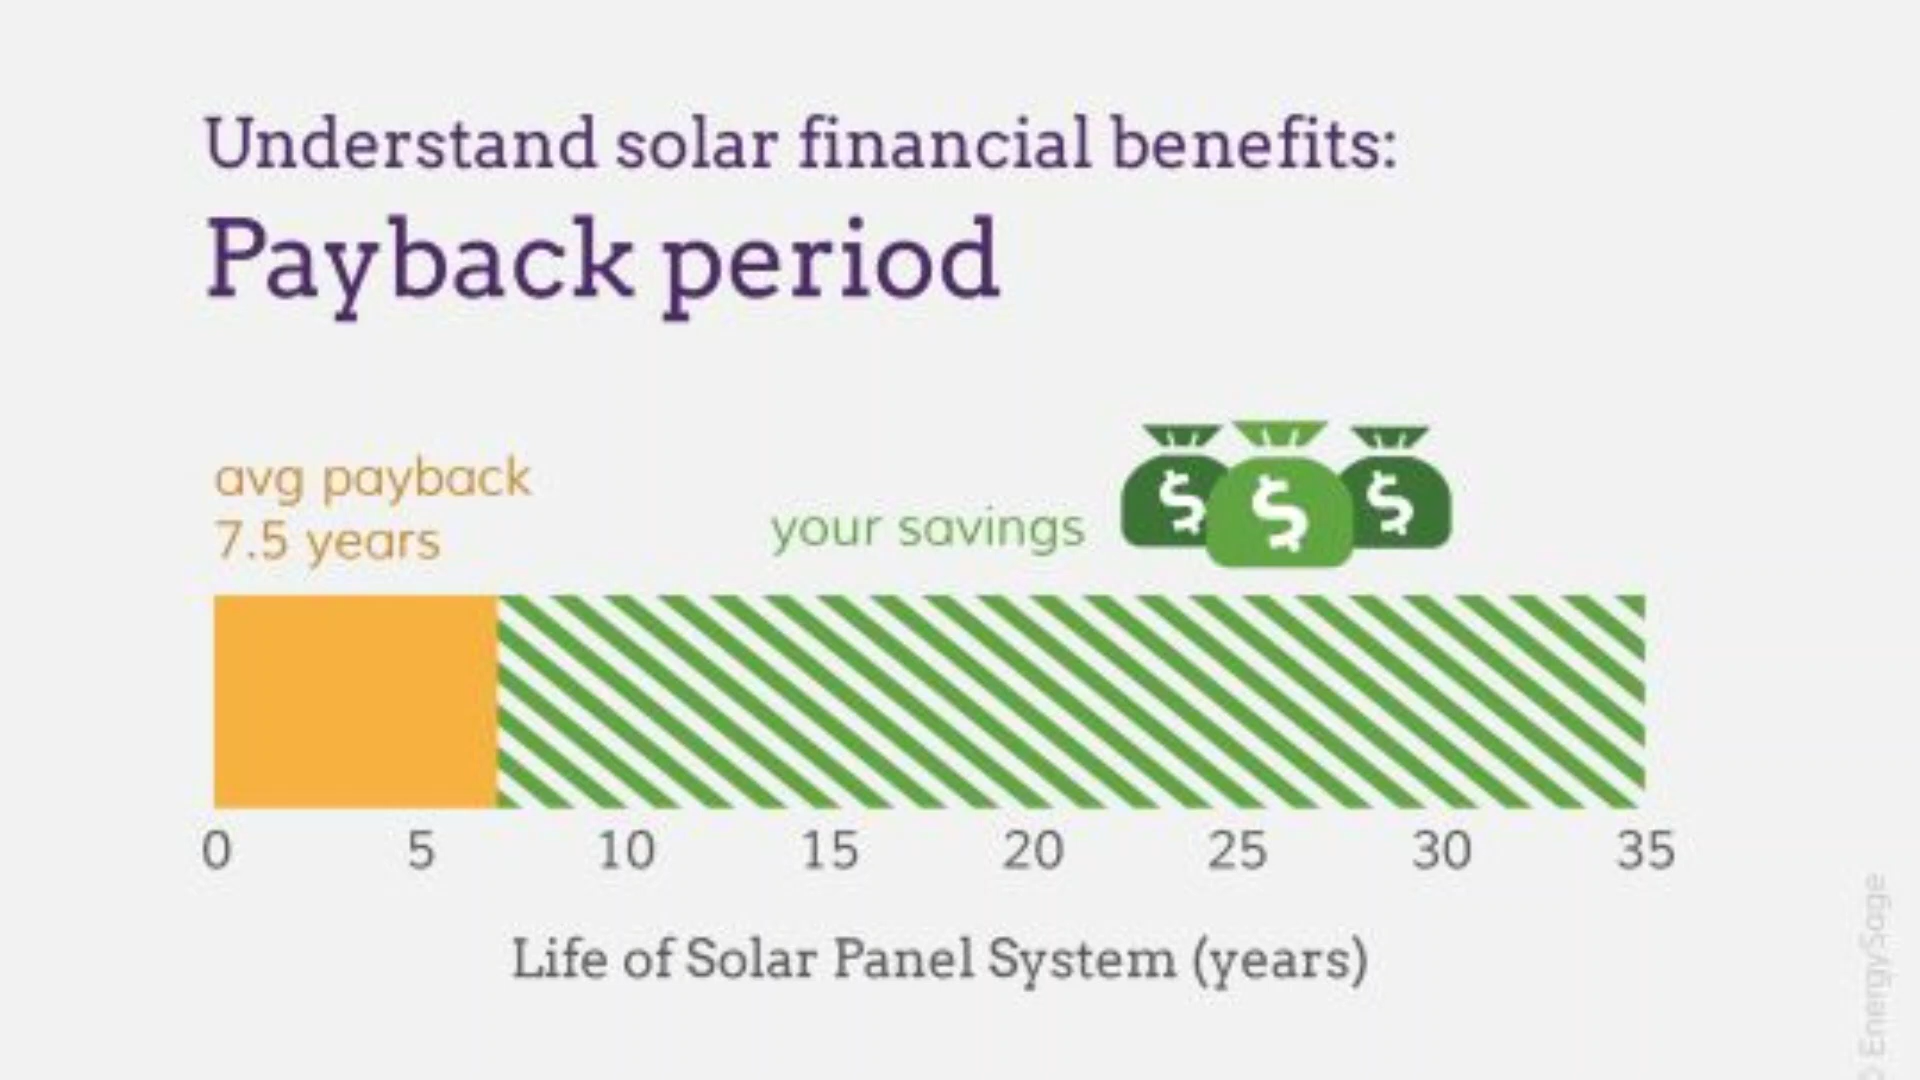 Understand solar financial benefits:
Payback period
avg payback
7.5 years
your savings
$ $ $
0 5 10 15 20 25 30 35
Life of Solar Panel System (years)
© EnergySage